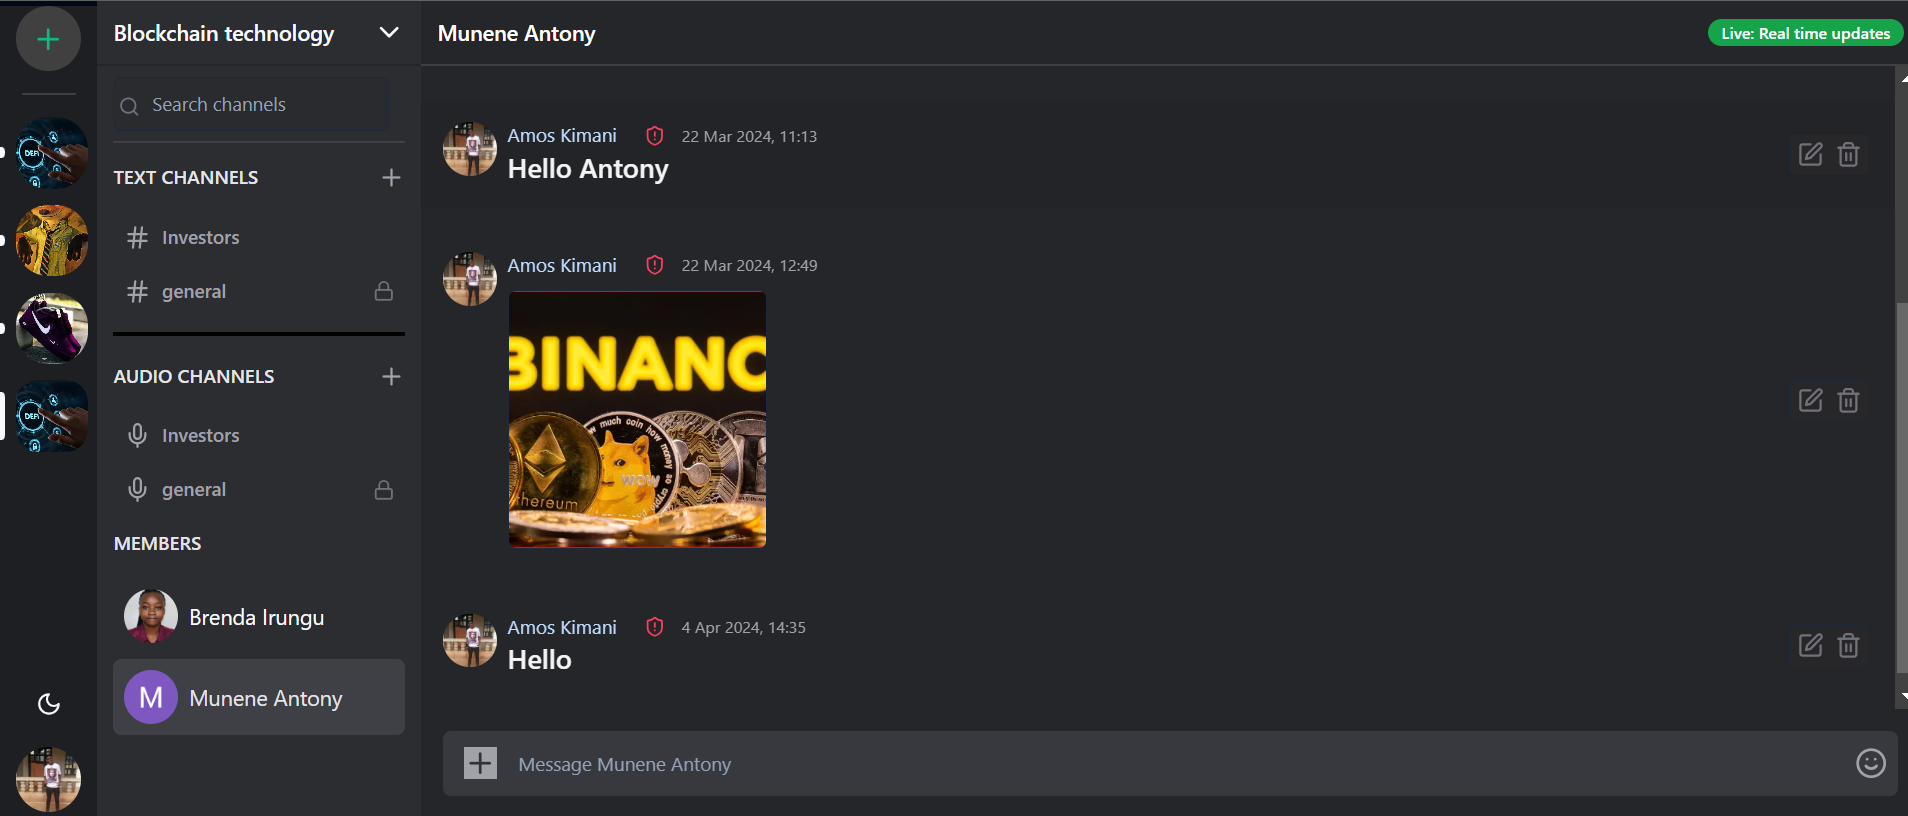 Blockchain technology
Search channels
TEXT CHANNELS
Investors
general
AUDIO CHANNELS
Investors
general
MEMBERS
Brenda Irungu
M
Munene Antony
Munene Antony
Live: Real time updates
Amos Kimani
22 Mar 2024, 11:13
Hello Antony
Amos Kimani
22 Mar 2024, 12:49
BINANC
much coin how money so
wow
thereum
Amos Kimani
4 Apr 2024, 14:35
Hello
Message Munene Antony
DEFI
DEFI